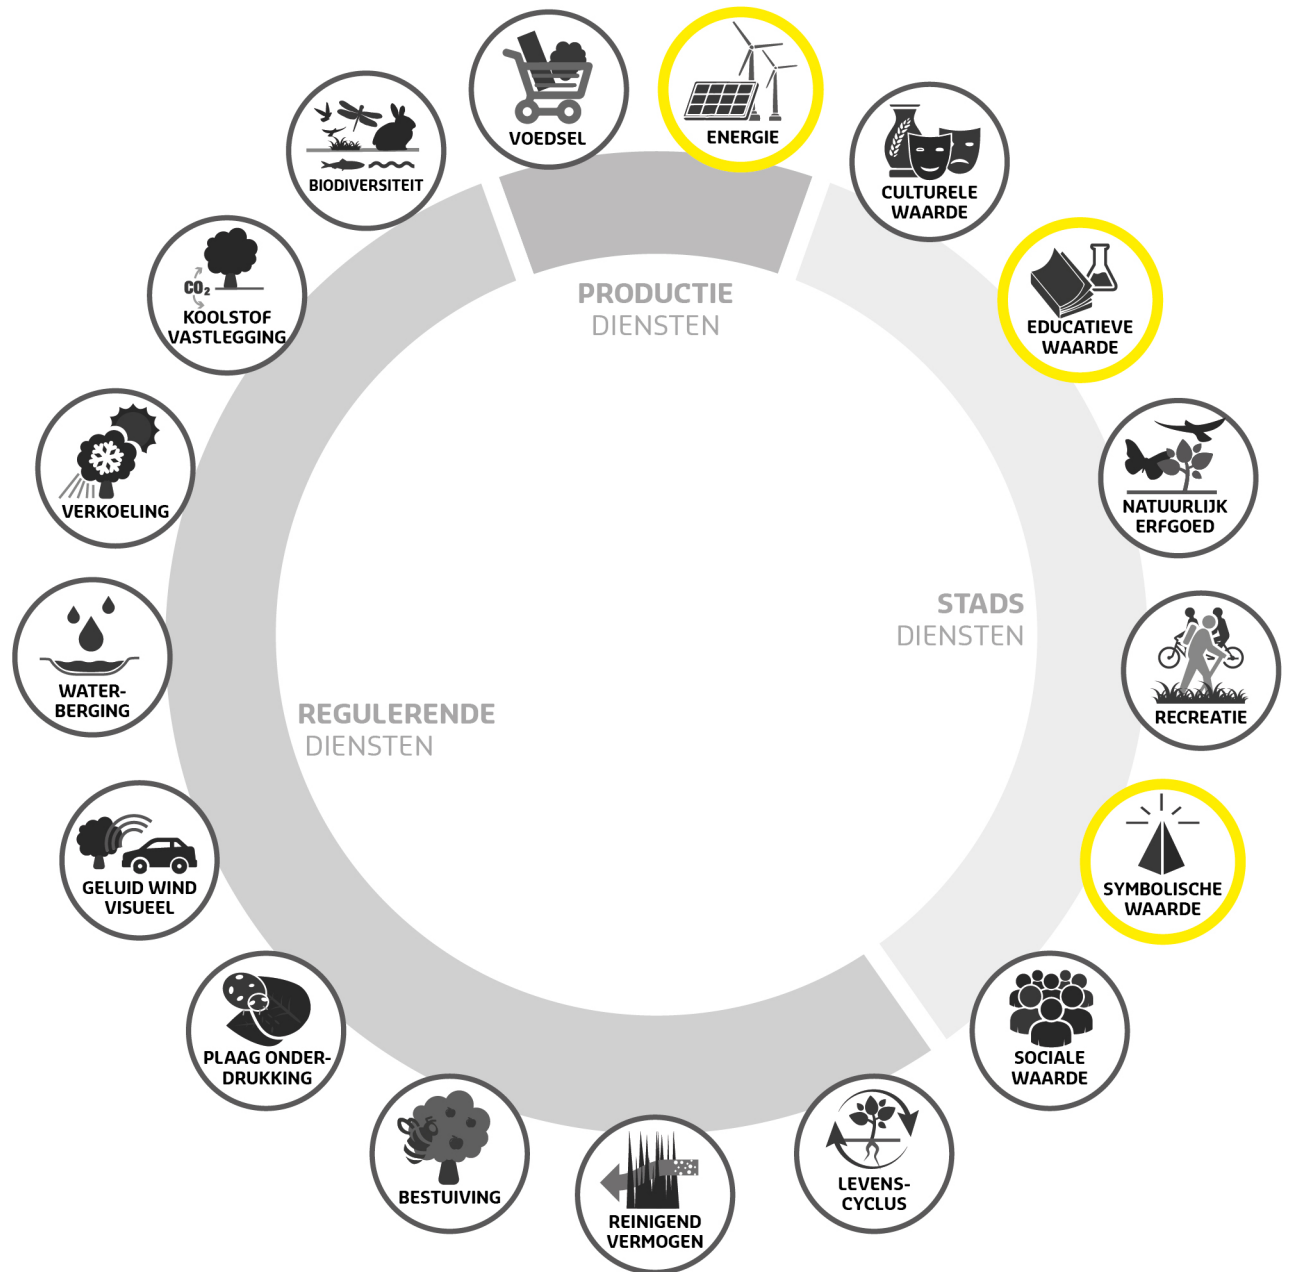 VOEDSEL
ENERGIE
CULTURELE
WAARDE
EDUCATIEVE
WAARDE
NATUURLIJK
ERFGOED
RECREATIE
SYMBOLISCHE
WAARDE
SOCIALE
WAARDE
LEVENS-
CYCLUS
REINIGEND
VERMOGEN
BESTUIVING
PLAAG ONDER-
DRUKKING
GELUID WIND
VISUEEL
WATER-
BERGING
VERKOELING
CO₂
KOOLSTOF
VASTLEGGING
BIODIVERSITEIT
PRODUCTIE
DIENSTEN
STADS
DIENSTEN
REGULERENDE
DIENSTEN